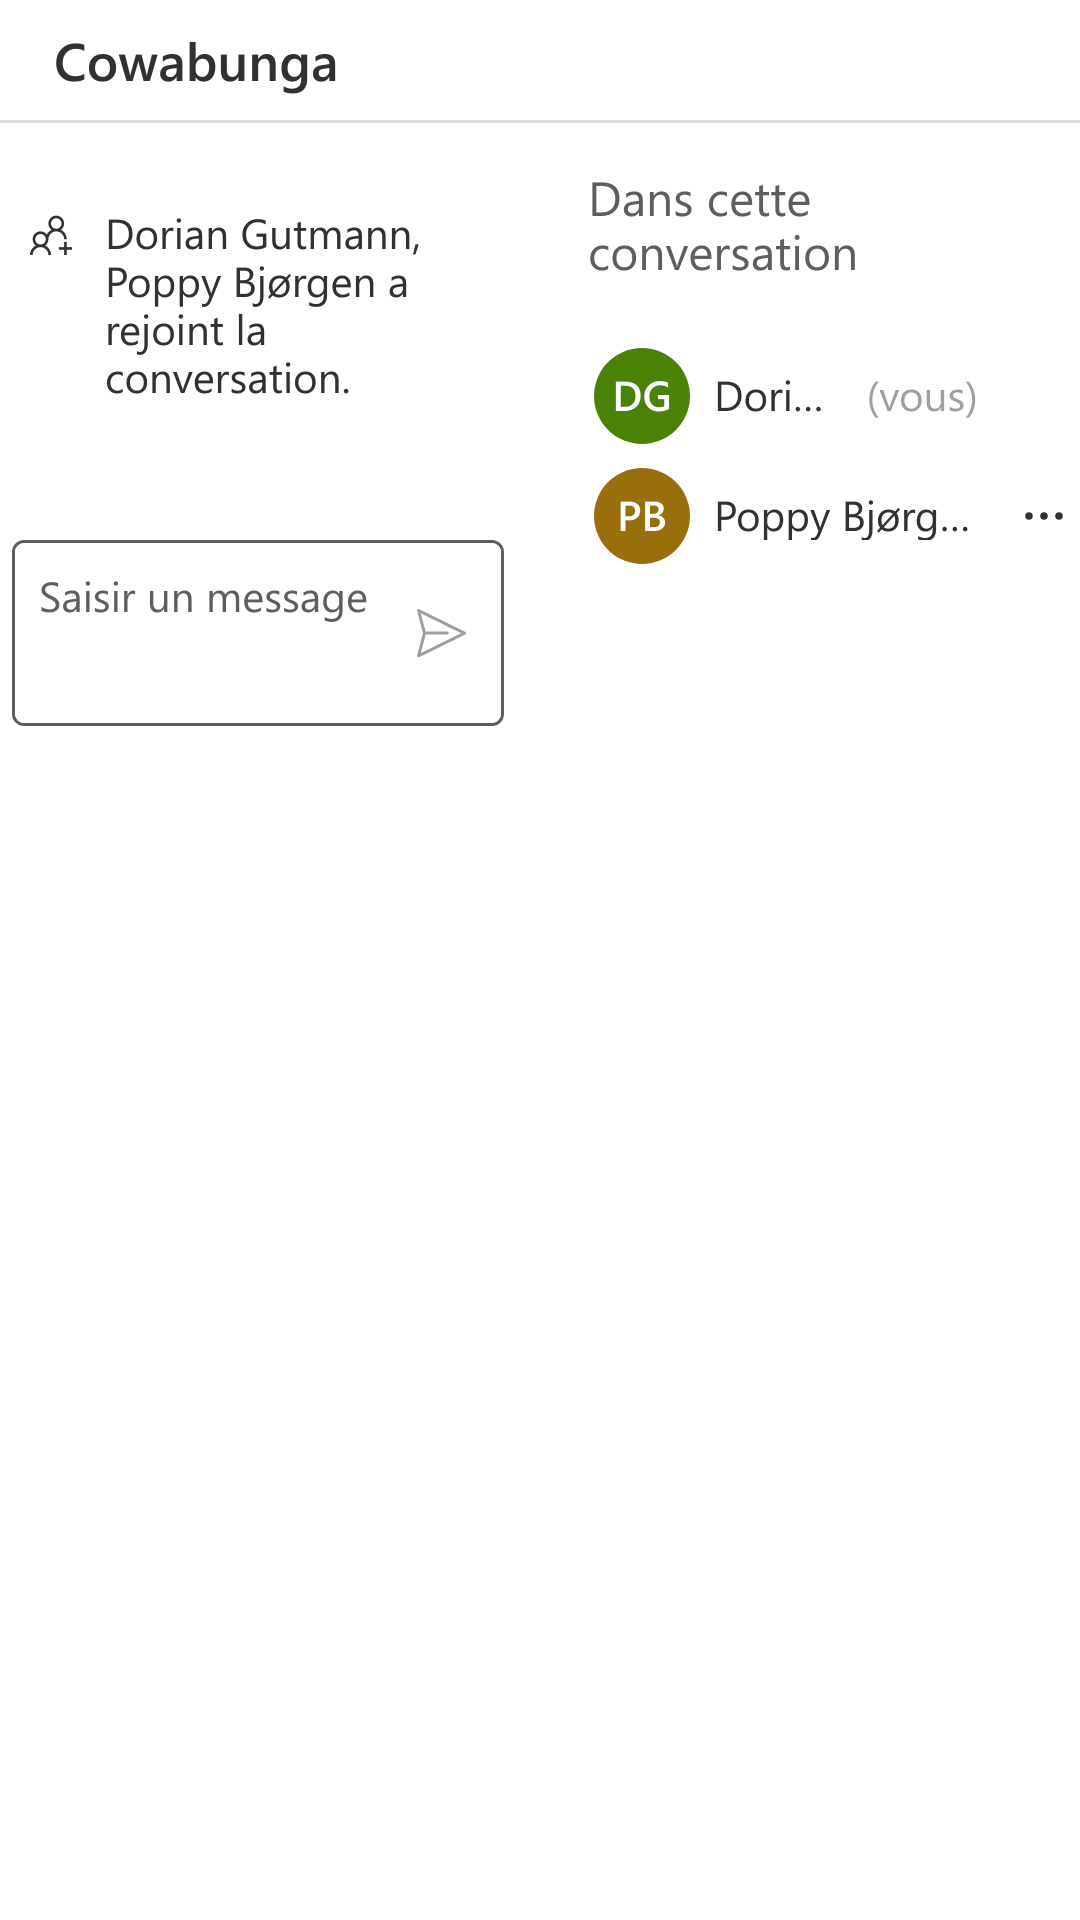 Cowabunga
Dorian Gutmann,
Poppy Bjørgen a
rejoint la
conversation.
Saisir un message
Dans cette
conversation
DG Dori... (vous)
PB Poppy Bjørg...